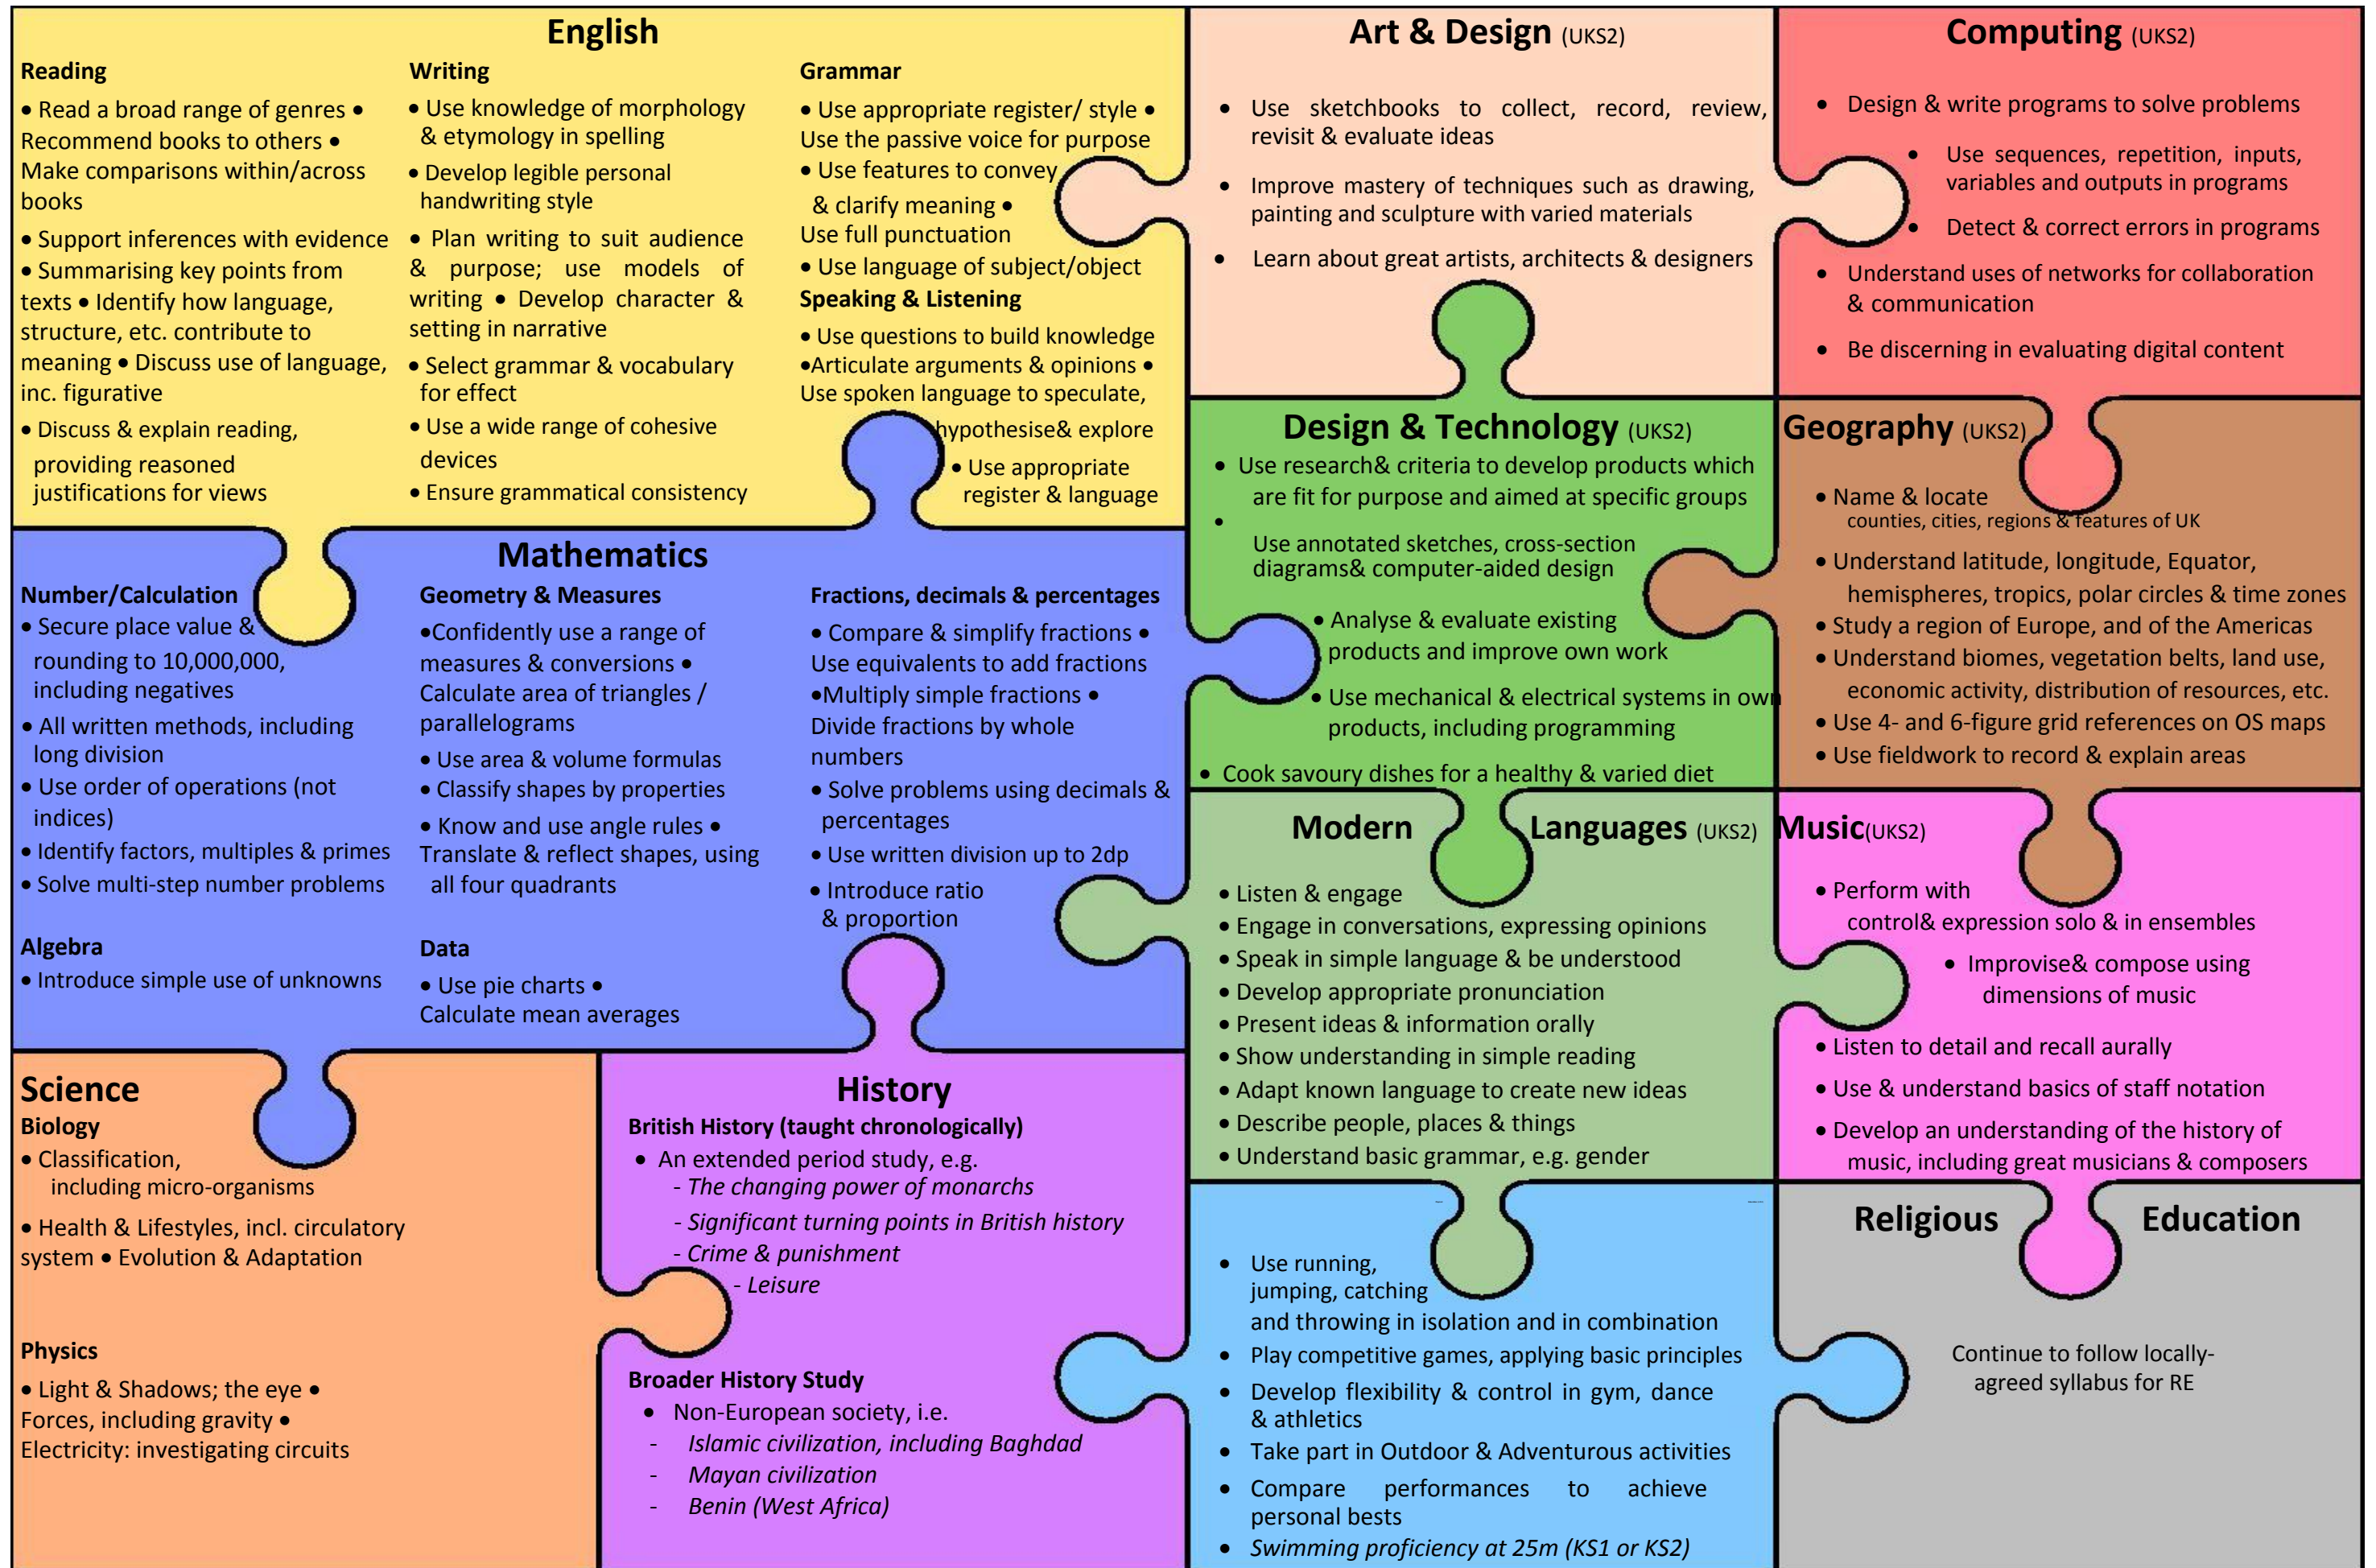 English
Reading
• Read a broad range of genres •
Recommend books to others •
Make comparisons within/across
books
• Support inferences with evidence
• Summarising key points from
texts • Identify how language,
structure, etc. contribute to
meaning • Discuss use of language,
inc. figurative
• Discuss & explain reading,
providing reasoned
justifications for views
Writing
• Use knowledge of morphology
& etymology in spelling
• Develop legible personal
handwriting style
• Plan writing to suit audience
& purpose; use models of
writing • Develop character &
setting in narrative
• Select grammar & vocabulary
for effect
• Use a wide range of cohesive
devices
• Ensure grammatical consistency
Grammar
• Use appropriate register/ style •
Use the passive voice for purpose
• Use features to convey
& clarify meaning •
Use full punctuation
• Use language of subject/object
Speaking & Listening
• Use questions to build knowledge
•Articulate arguments & opinions •
Use spoken language to speculate,
hypothesise& explore
• Use appropriate
register & language
Art & Design (UKS2)
• Use sketchbooks to collect, record, review,
revisit & evaluate ideas
• Improve mastery of techniques such as drawing,
painting and sculpture with varied materials
• Learn about great artists, architects & designers
Computing (UKS2)
• Design & write programs to solve problems
• Use sequences, repetition, inputs,
variables and outputs in programs
• Detect & correct errors in programs
• Understand uses of networks for collaboration
& communication
• Be discerning in evaluating digital content
Mathematics
Number/Calculation
• Secure place value &
rounding to 10,000,000,
including negatives
• All written methods, including
long division
• Use order of operations (not
indices)
• Identify factors, multiples & primes
• Solve multi-step number problems
Algebra
• Introduce simple use of unknowns
Geometry & Measures
•Confidently use a range of
measures & conversions •
Calculate area of triangles /
parallelograms
• Use area & volume formulas
• Classify shapes by properties
• Know and use angle rules •
Translate & reflect shapes, using
all four quadrants
Data
• Use pie charts •
Calculate mean averages
Fractions, decimals & percentages
• Compare & simplify fractions •
Use equivalents to add fractions
•Multiply simple fractions •
Divide fractions by whole
numbers
• Solve problems using decimals &
percentages
• Use written division up to 2dp
• Introduce ratio
& proportion
Design & Technology (UKS2)
• Use research& criteria to develop products which
are fit for purpose and aimed at specific groups
•
Use annotated sketches, cross-section
diagrams& computer-aided design
• Analyse & evaluate existing
products and improve own work
• Use mechanical & electrical systems in own
products, including programming
• Cook savoury dishes for a healthy & varied diet
Geography (UKS2)
• Name & locate
counties, cities, regions & features of UK
• Understand latitude, longitude, Equator,
hemispheres, tropics, polar circles & time zones
• Study a region of Europe, and of the Americas
• Understand biomes, vegetation belts, land use,
economic activity, distribution of resources, etc.
• Use 4- and 6-figure grid references on OS maps
• Use fieldwork to record & explain areas
Modern Languages (UKS2)
• Listen & engage
• Engage in conversations, expressing opinions
• Speak in simple language & be understood
• Develop appropriate pronunciation
• Present ideas & information orally
• Show understanding in simple reading
• Adapt known language to create new ideas
• Describe people, places & things
• Understand basic grammar, e.g. gender
Music(UKS2)
• Perform with
control& expression solo & in ensembles
• Improvise& compose using
dimensions of music
• Listen to detail and recall aurally
• Use & understand basics of staff notation
• Develop an understanding of the history of
music, including great musicians & composers
Science
Biology
• Classification,
including micro-organisms
• Health & Lifestyles, incl. circulatory
system • Evolution & Adaptation
Physics
• Light & Shadows; the eye •
Forces, including gravity •
Electricity: investigating circuits
History
British History (taught chronologically)
• An extended period study, e.g.
- The changing power of monarchs
- Significant turning points in British history
- Crime & punishment
- Leisure
Broader History Study
• Non-European society, i.e.
- Islamic civilization, including Baghdad
- Mayan civilization
- Benin (West Africa)
• Use running,
jumping, catching
and throwing in isolation and in combination
• Play competitive games, applying basic principles
• Develop flexibility & control in gym, dance
& athletics
• Take part in Outdoor & Adventurous activities
• Compare performances to achieve
personal bests
• Swimming proficiency at 25m (KS1 or KS2)
Religious Education
Continue to follow locally-
agreed syllabus for RE